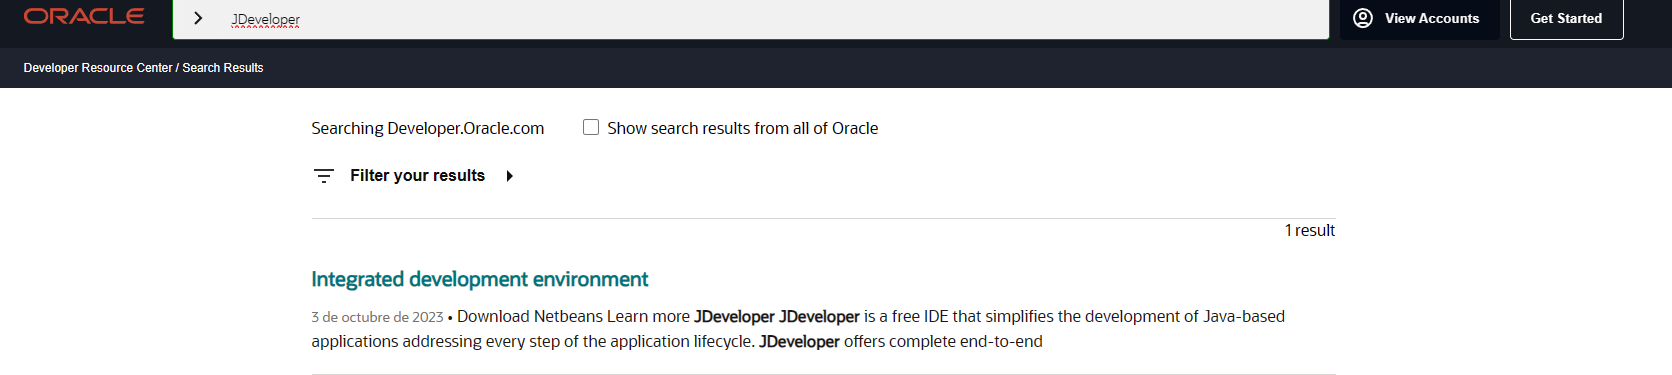 ORACLE
JDeveloper
View Accounts
Get Started
Developer Resource Center / Search Results
Searching Developer.Oracle.com
Show search results from all of Oracle
Filter your results
1 result
Integrated development environment
3 de octubre de 2023 • Download Netbeans Learn more JDeveloper JDeveloper is a free IDE that simplifies the development of Java-based
applications addressing every step of the application lifecycle. JDeveloper offers complete end-to-end